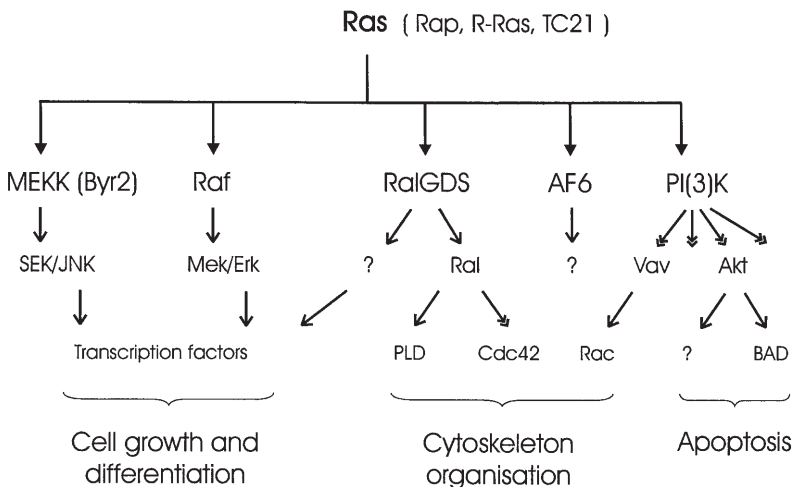 Ras ( Rap, R-Ras, TC21 )
MEKK (Byr2) Raf RalGDS AF6 PI(3)K
SEK/JNK Mek/Erk ? Ral ? Vav Akt
Transcription factors PLD Cdc42 Rac ? BAD
Cell growth and Cytoskeleton Apoptosis
differentiation organisation